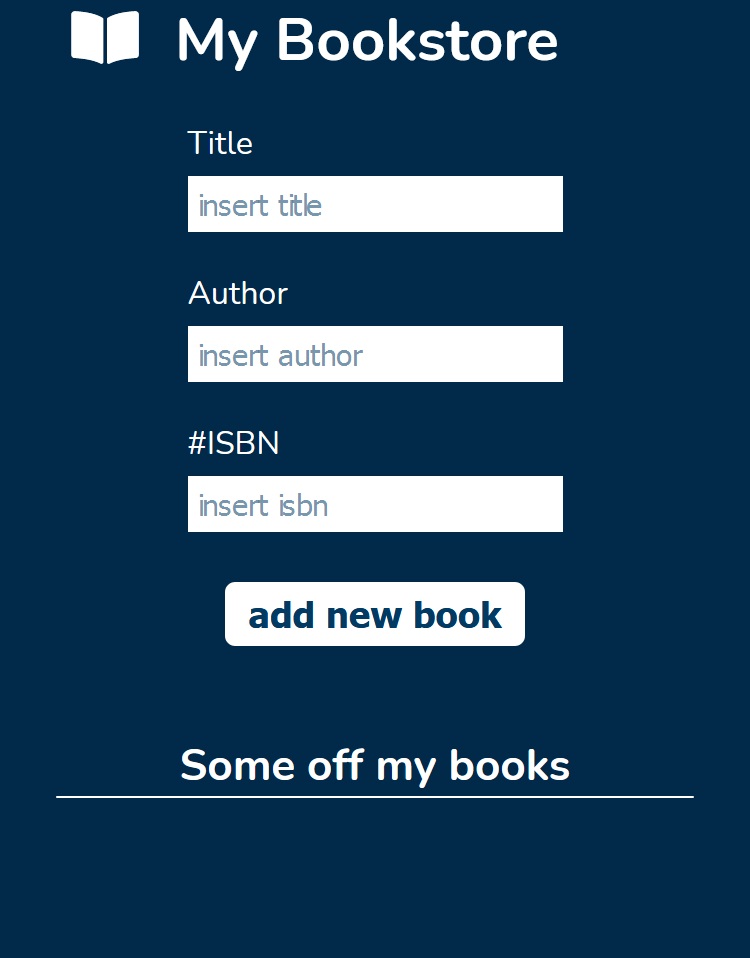 My Bookstore
Title
insert title
Author
insert author
#ISBN
insert isbn
add new book
Some off my books